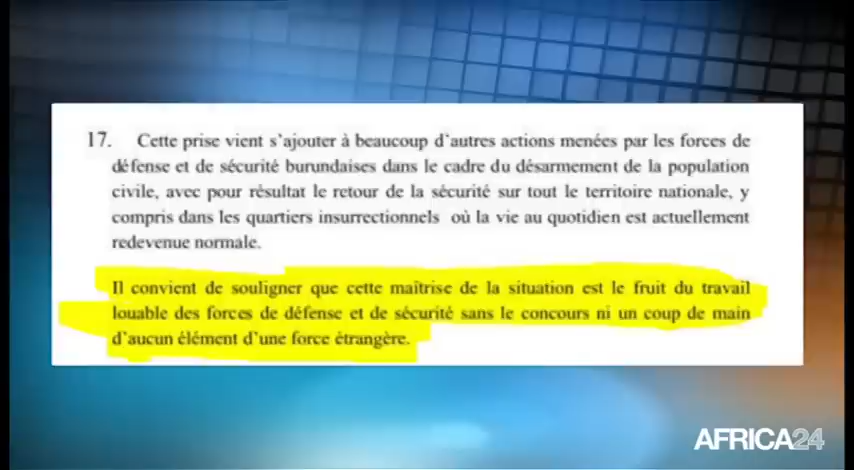 17. Cette prise vient s'ajouter à beaucoup d'autres actions menées par les forces de
défense et de sécurité burundaises dans le cadre du désarmement de la population
civile, avec pour résultat le retour de la sécurité sur tout le territoire nationale, y
compris dans les quartiers insurrectionnels où la vie au quotidien est actuellement
redevenue normale.
Il convient de souligner que cette maîtrise de la situation est le fruit du travail
louable des forces de défense et de sécurité sans le concours ni un coup de main
d'aucun élément d'une force étrangère.
AFRICA24